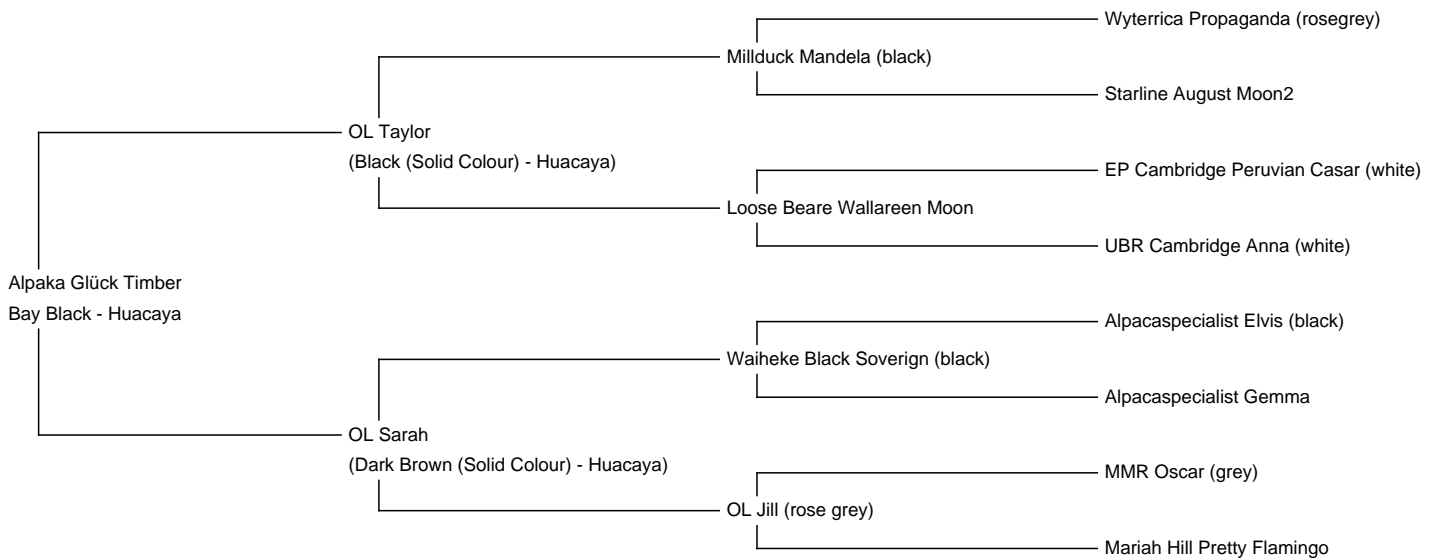 Wyterrica Propaganda (rosegrey)
Millduck Mandela (black)
Starline August Moon2
OL Taylor
(Black (Solid Colour) - Huacaya)
EP Cambridge Peruvian Casar (white)
Loose Beare Wallareen Moon
UBR Cambridge Anna (white)
Alpaka Glück Timber
Bay Black - Huacaya
Alpacaspecialist Elvis (black)
Waiheke Black Soverign (black)
Alpacaspecialist Gemma
OL Sarah
(Dark Brown (Solid Colour) - Huacaya)
MMR Oscar (grey)
OL Jill (rose grey)
Mariah Hill Pretty Flamingo